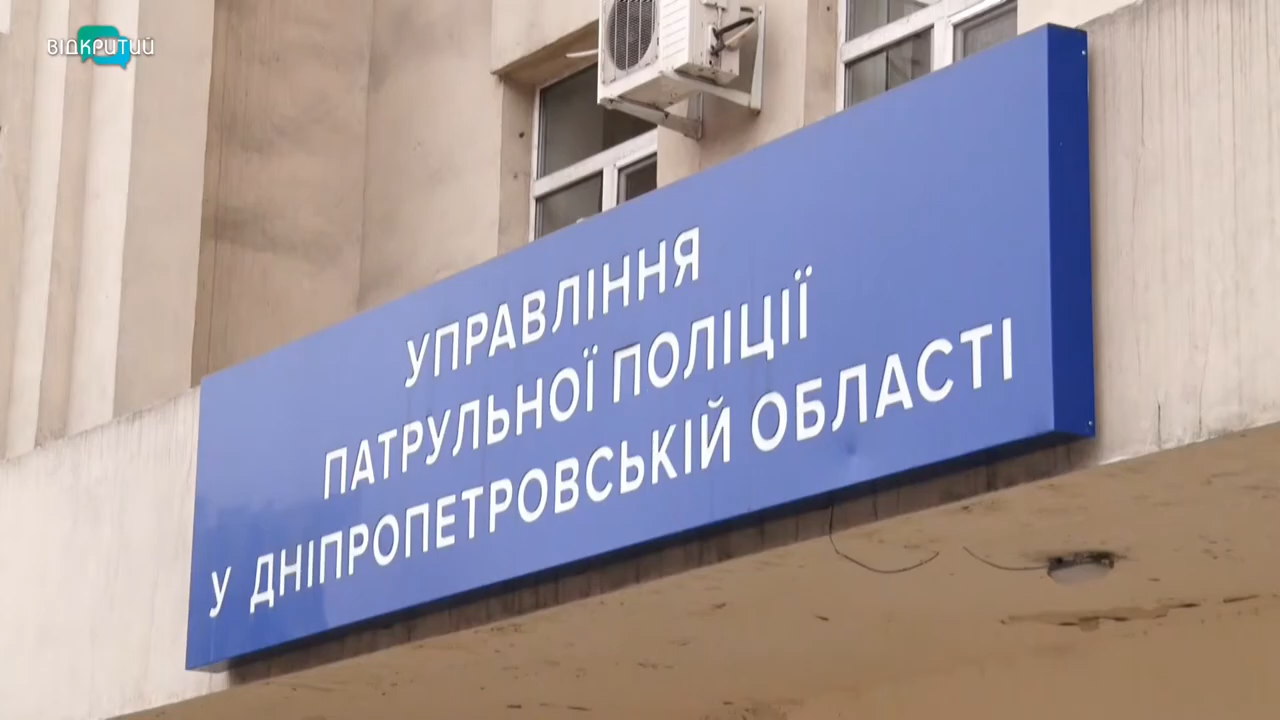 ВІДКРИТИЙ
УПРАВЛІННЯ
ПАТРУЛЬНОЇ ПОЛІЦІЇ
У ДНІПРОПЕТРОВСЬКІЙ ОБЛАСТІ